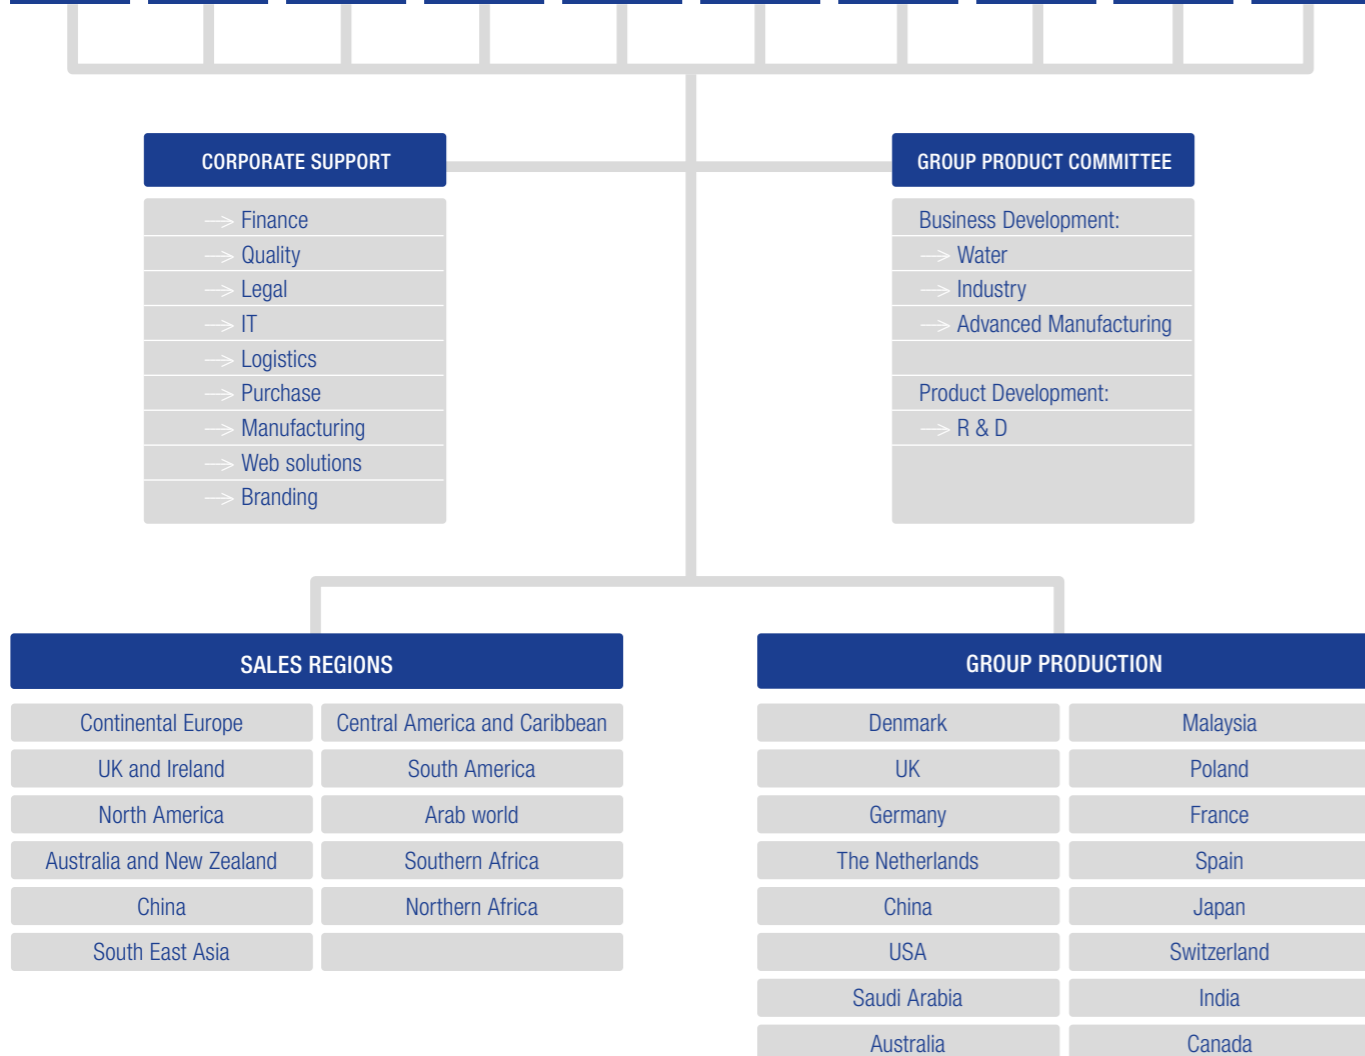 CORPORATE SUPPORT
→ Finance
→ Quality
→ Legal
→ IT
→ Logistics
→ Purchase
→ Manufacturing
→ Web solutions
→ Branding
GROUP PRODUCT COMMITTEE
Business Development:
→ Water
→ Industry
→ Advanced Manufacturing
Product Development:
→ R & D
SALES REGIONS
Continental Europe
Central America and Caribbean
UK and Ireland
South America
North America
Arab world
Australia and New Zealand
Southern Africa
China
Northern Africa
South East Asia
GROUP PRODUCTION
Denmark
Malaysia
UK
Poland
Germany
France
The Netherlands
Spain
China
Japan
USA
Switzerland
Saudi Arabia
India
Australia
Canada